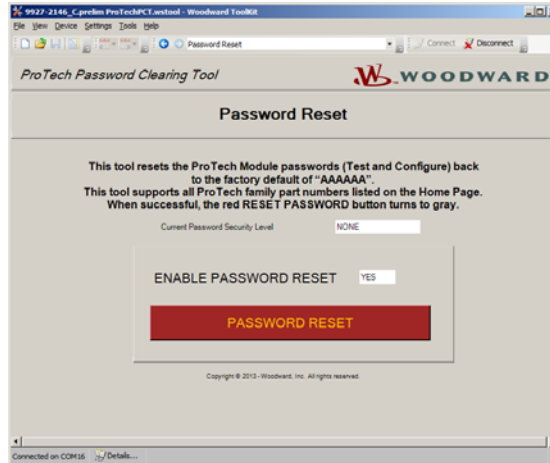 9927-2146_C.prelim ProTechPCT.wstool - Woodward ToolKit
File View Device Settings Tools Help
Password Reset Connect Disconnect
ProTech Password Clearing Tool WOODWARD
Password Reset
This tool resets the ProTech Module passwords (Test and Configure) back
to the factory default of "AAAAAA".
This tool supports all ProTech family part numbers listed on the Home Page.
When successful, the red RESET PASSWORD button turns to gray.
Current Password Security Level NONE
ENABLE PASSWORD RESET YES
PASSWORD RESET
Copyright © 2013 - Woodward, Inc. All rights reserved.
Connected on COM16 Details...